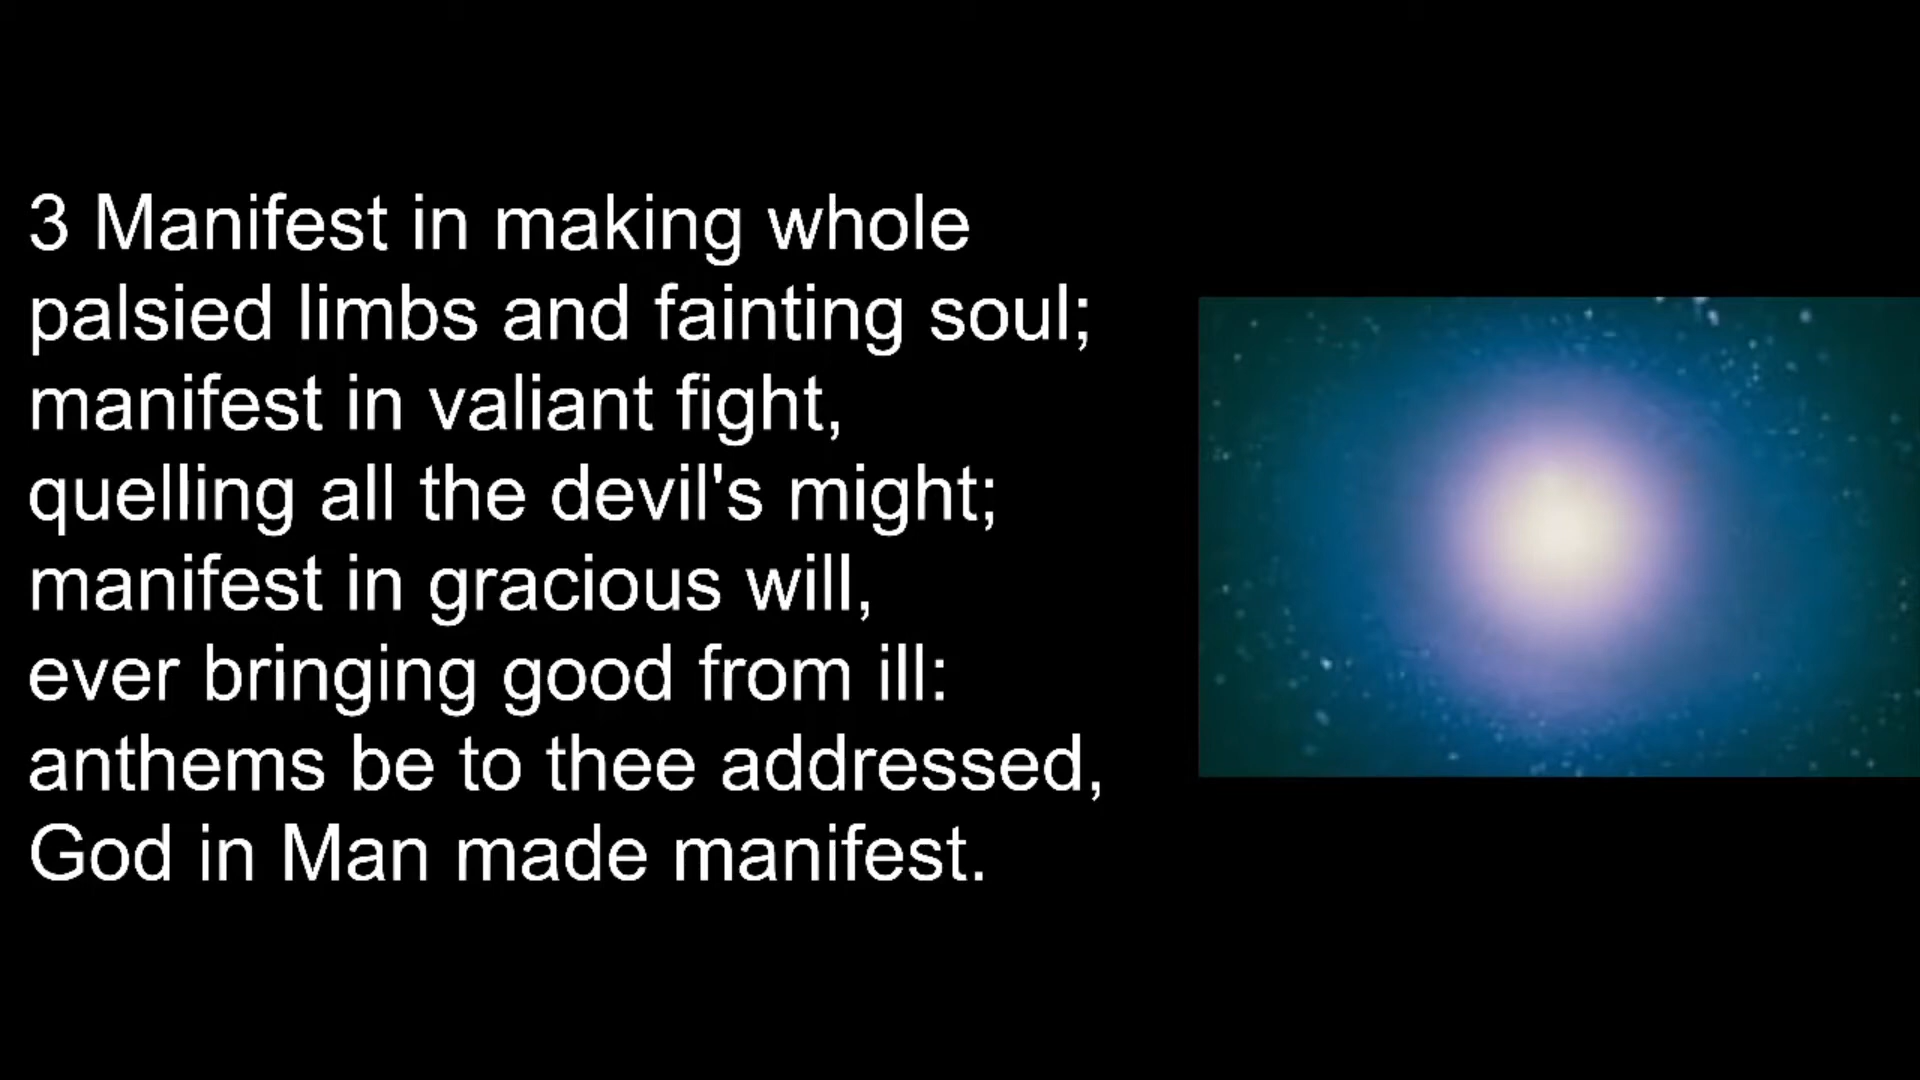 3 Manifest in making whole
palsied limbs and fainting soul;
manifest in valiant fight,
quelling all the devil's might;
manifest in gracious will,
ever bringing good from ill:
anthems be to thee addressed,
God in Man made manifest.